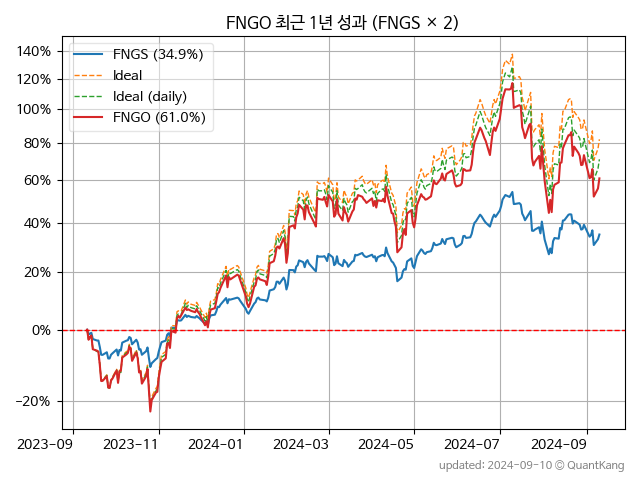 FNGO 최근 1년 성과 (FNGS × 2)
FNGS (34.9%)
Ideal
Ideal (daily)
FNGO (61.0%)
140%
120%
100%
80%
60%
40%
20%
0%
−20%
2023-09
2023-11
2024-01
2024-03
2024-05
2024-07
2024-09
updated: 2024-09-10 © QuantKang